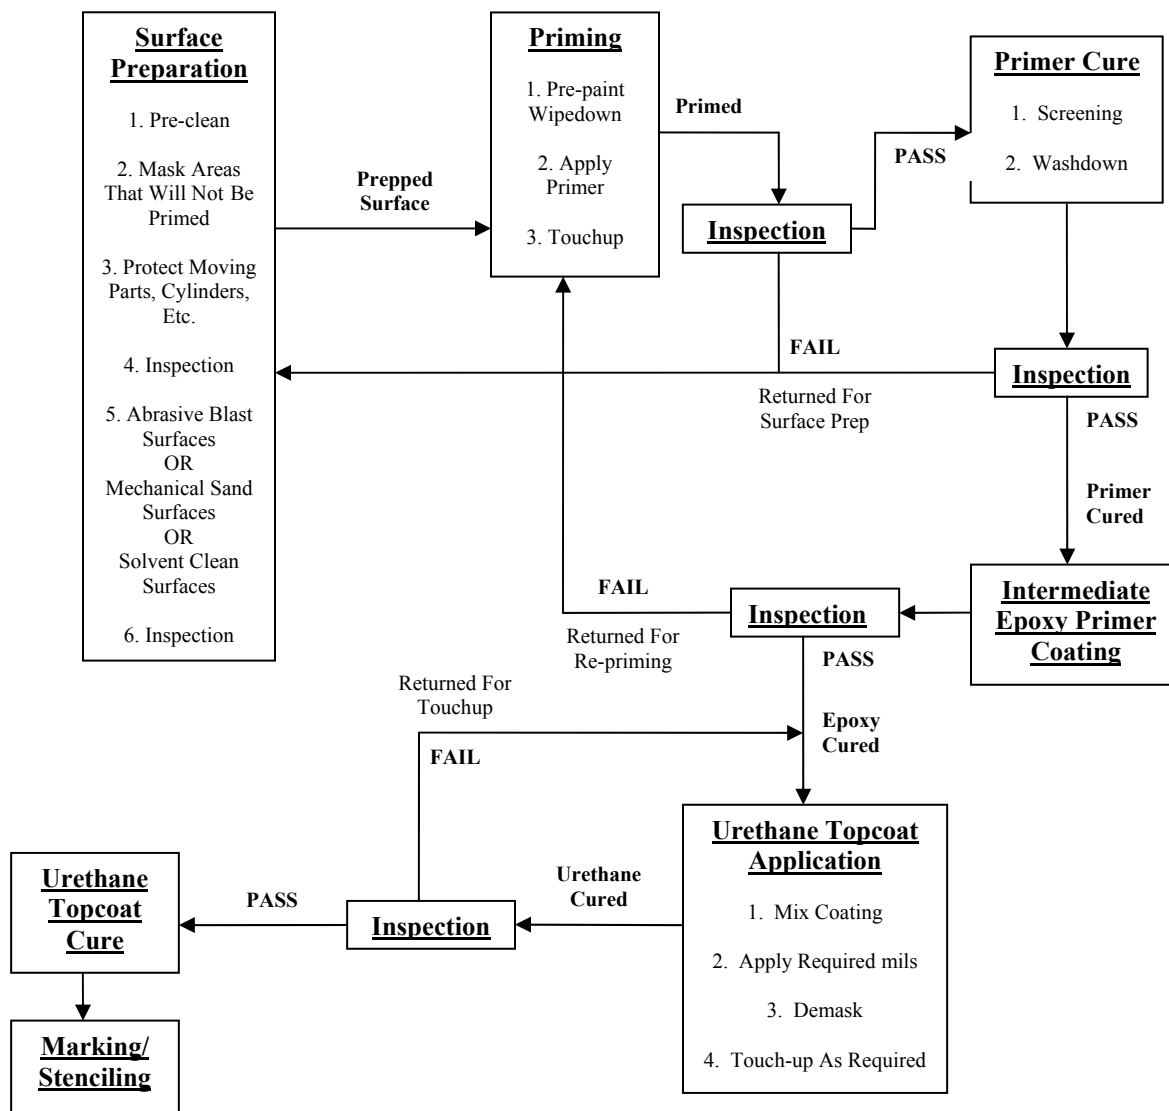 Surface
Preparation
1. Pre-clean
2. Mask Areas
That Will Not Be
Primed
3. Protect Moving
Parts, Cylinders,
Etc.
4. Inspection
5. Abrasive Blast
Surfaces
OR
Mechanical Sand
Surfaces
OR
Solvent Clean
Surfaces
6. Inspection
Prepped
Surface
Priming
1. Pre-paint
Wipedown
2. Apply
Primer
3. Touchup
Primed
Inspection
PASS
Primer Cure
1. Screening
2. Washdown
FAIL
Returned For
Surface Prep
Inspection
PASS
Primer
Cured
Intermediate
Epoxy Primer
Coating
Inspection
FAIL
Returned For
Re-priming
PASS
Epoxy
Cured
Returned For
Touchup
FAIL
Urethane Topcoat
Application
1. Mix Coating
2. Apply Required mils
3. Demask
4. Touch-up As Required
Urethane
Cured
Inspection
PASS
Urethane
Topcoat
Cure
Marking/
Stenciling